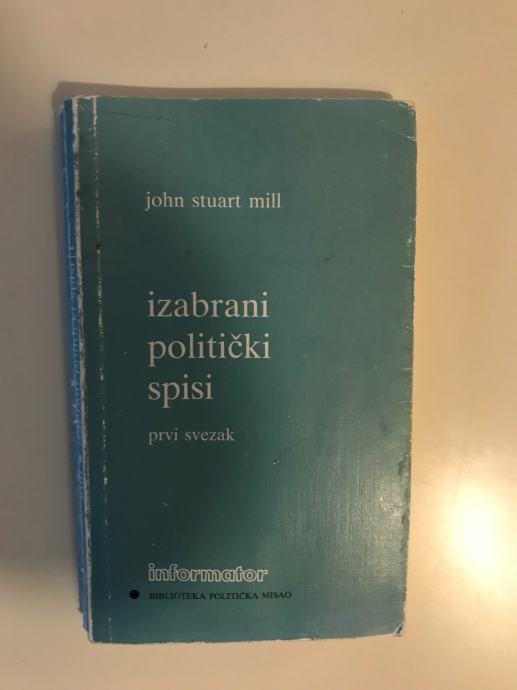 john stuart mill
izabrani
politički
spisi
prvi svezak
informator
BIBLIOTEKA POLITIČKA MISAO